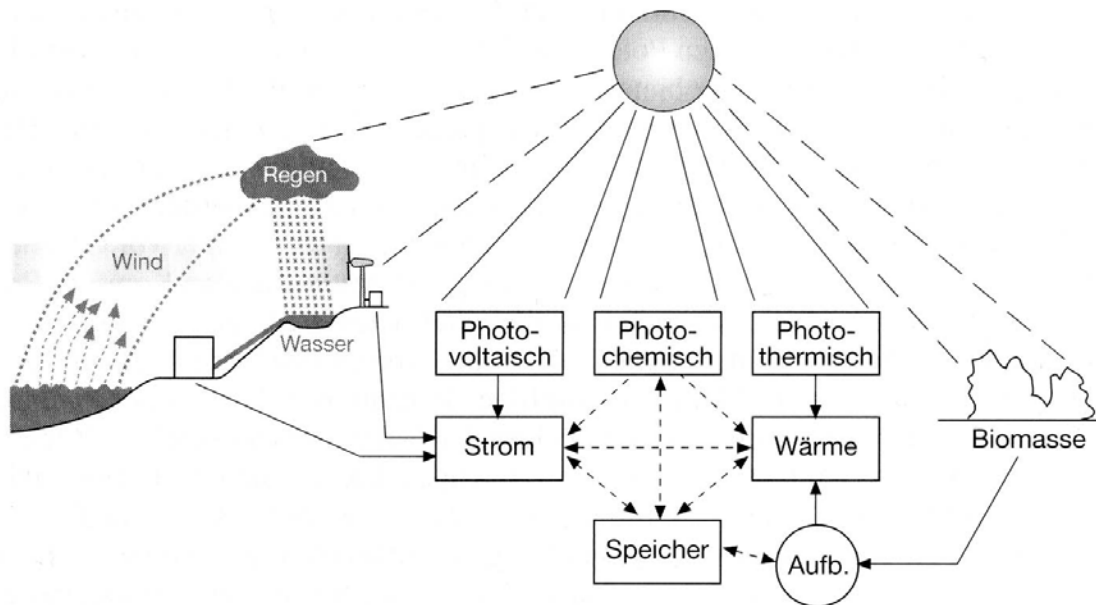 Regen
Wind
Wasser
Photo-
voltaisch
Photo-
chemisch
Photo-
thermisch
Strom
Wärme
Biomasse
Speicher
Aufb.